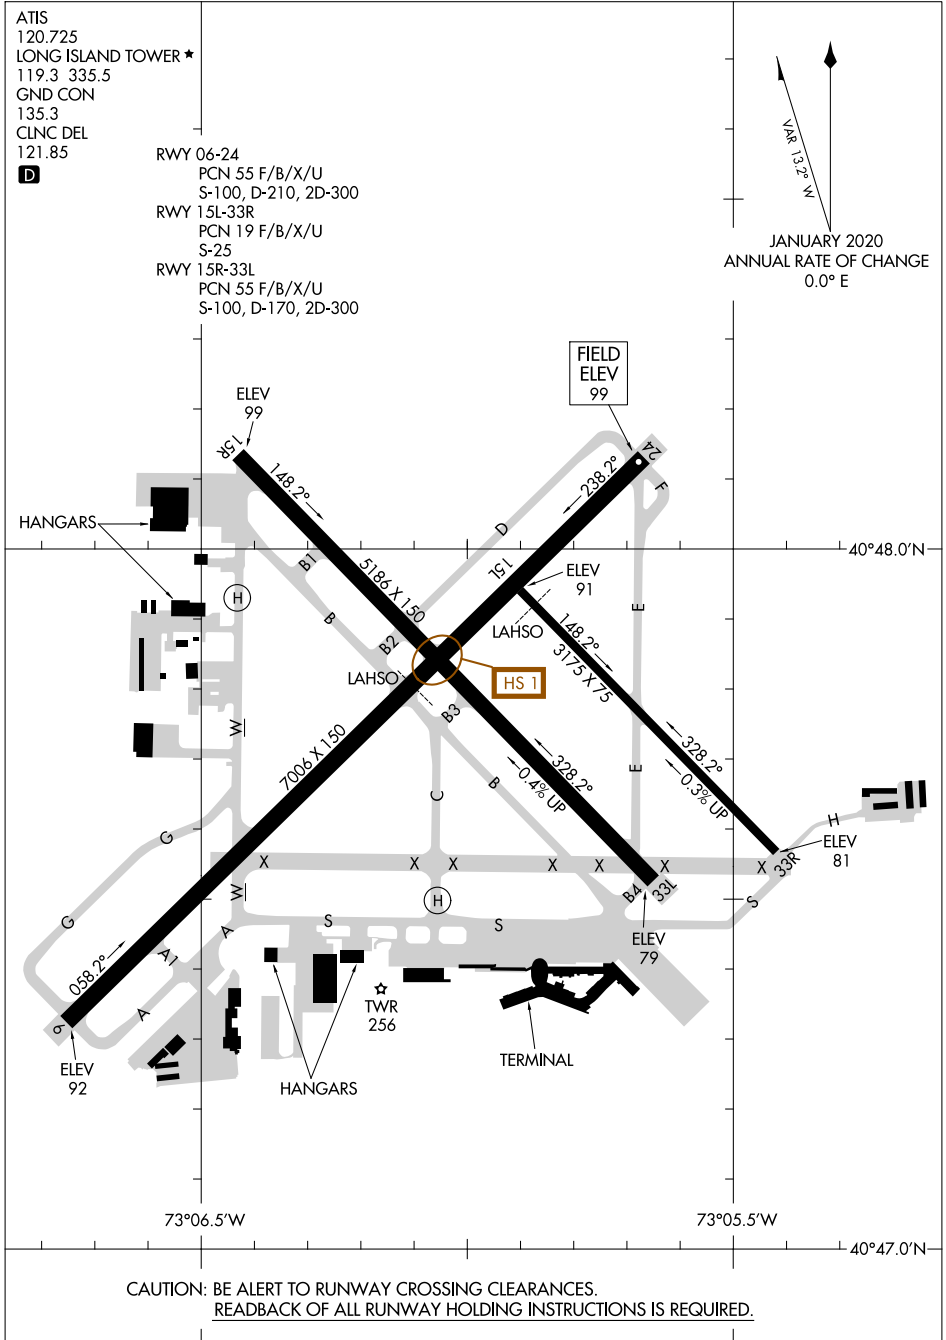 ATIS
120.725
LONG ISLAND TOWER ★
119.3 335.5
GND CON
135.3
CLNC DEL
121.85
D
RWY 06-24
PCN 55 F/B/X/U
S-100, D-210, 2D-300
RWY 15L-33R
PCN 19 F/B/X/U
S-25
RWY 15R-33L
PCN 55 F/B/X/U
S-100, D-170, 2D-300
VAR 13.2° W
JANUARY 2020
ANNUAL RATE OF CHANGE
0.0° E
FIELD
ELEV
99
ELEV
99
15R
24
148.2°
238.2°
F
HANGARS
D
40°48.0'N
15L
B1
5186 X 150
ELEV
91
H
B
E
LAHSO
148.2°
3175 X 75
B2
LAHSO
HS 1
B3
W
7006 X 150
328.2°
0.4% UP
B
E
328.2°
0.3% UP
C
G
H
ELEV
81
X
X
X
X
X
X
X
33R
W
H
B4
33L
S
G
A
S
S
ELEV
79
A1
058.2°
A
TWR
256
6
ELEV
92
HANGARS
TERMINAL
73°06.5'W
73°05.5'W
40°47.0'N
CAUTION: BE ALERT TO RUNWAY CROSSING CLEARANCES.
READBACK OF ALL RUNWAY HOLDING INSTRUCTIONS IS REQUIRED.